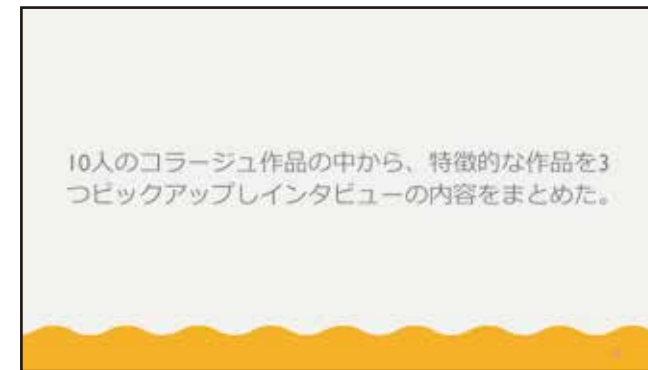 10人のコラージュ作品の中から、特徴的な作品を3
つピックアップしインタビューの内容をまとめた。